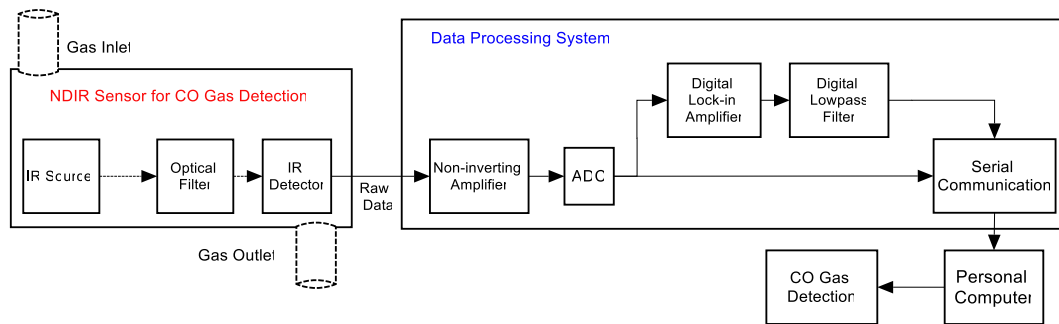 Gas Inlet
NDIR Sensor for CO Gas Detection
IR Source
Optical
Filter
IR
Detector
Gas Outlet
Raw
Data
Data Processing System
Non-inverting
Amplifier
ADC
Digital
Lock-in
Amplifier
Digital
Lowpass
Filter
Serial
Communication
Personal
Computer
CO Gas
Detection